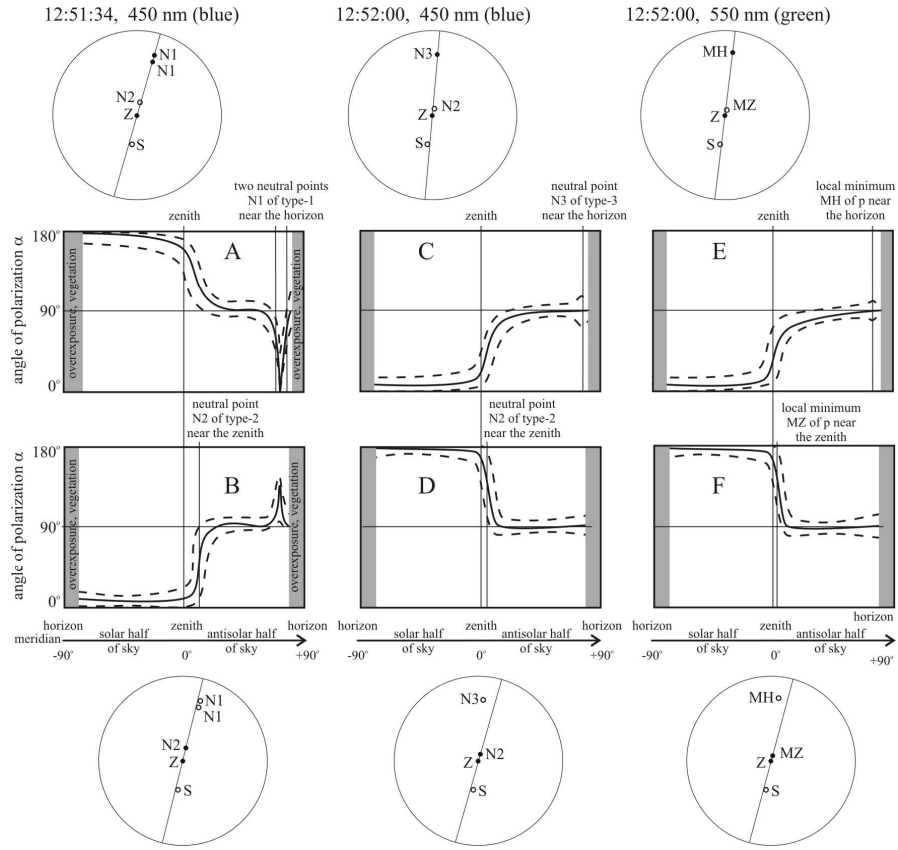 12:51:34, 450 nm (blue)
12:52:00, 450 nm (blue)
12:52:00, 550 nm (green)
N1
N1
N2
Z
S
N3
N2
Z
S
MH
MZ
Z
S
zenith
two neutral points
N1 of type-1
near the horizon
zenith
neutral point
N3 of type-3
near the horizon
zenith
local minimum
MH of p near
the horizon
angle of polarization α
180°
90°
0°
overexposure, vegetation
A
overexposure, vegetation
C
E
neutral point
N2 of type-2
near the zenith
neutral point
N2 of type-2
near the zenith
local minimum
MZ of p near
the zenith
angle of polarization α
180°
90°
0°
overexposure, vegetation
B
overexposure, vegetation
D
F
horizon
meridian
-90°
solar half
of sky
zenith
0°
antisolar half
of sky
horizon
+90°
horizon
-90°
solar half
of sky
zenith
0°
antisolar half
of sky
horizon
+90°
horizon
-90°
solar half
of sky
zenith
0°
antisolar half
of sky
horizon
+90°
N1
N1
N2
Z
S
N3
N2
Z
S
MH
MZ
Z
S